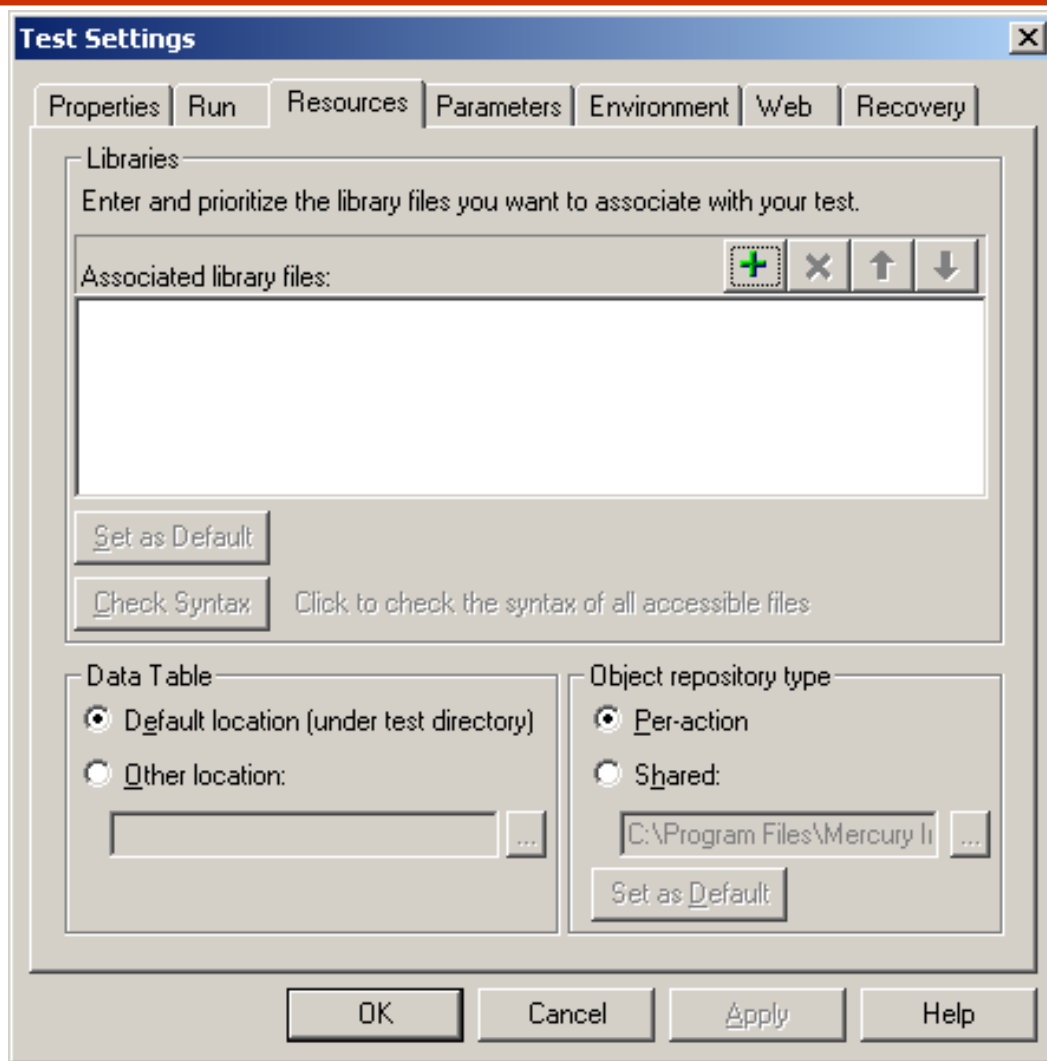 Test Settings
Properties Run Resources Parameters Environment Web Recovery
Libraries
Enter and prioritize the library files you want to associate with your test.
Associated library files:
Set as Default
Check Syntax Click to check the syntax of all accessible files
Data Table
Default location (under test directory)
Other location:
...
Object repository type
Per-action
Shared:
C:\Program Files\Mercury ...
Set as Default
OK Cancel Apply Help